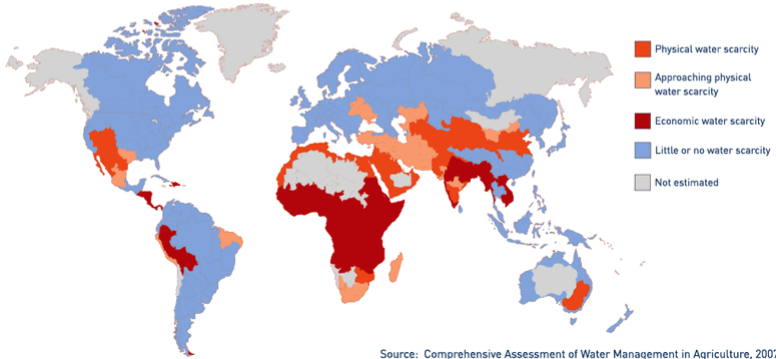 Physical water scarcity
Approaching physical
water scarcity
Economic water scarcity
Little or no water scarcity
Not estimated
Source: Comprehensive Assessment of Water Management in Agriculture, 2007